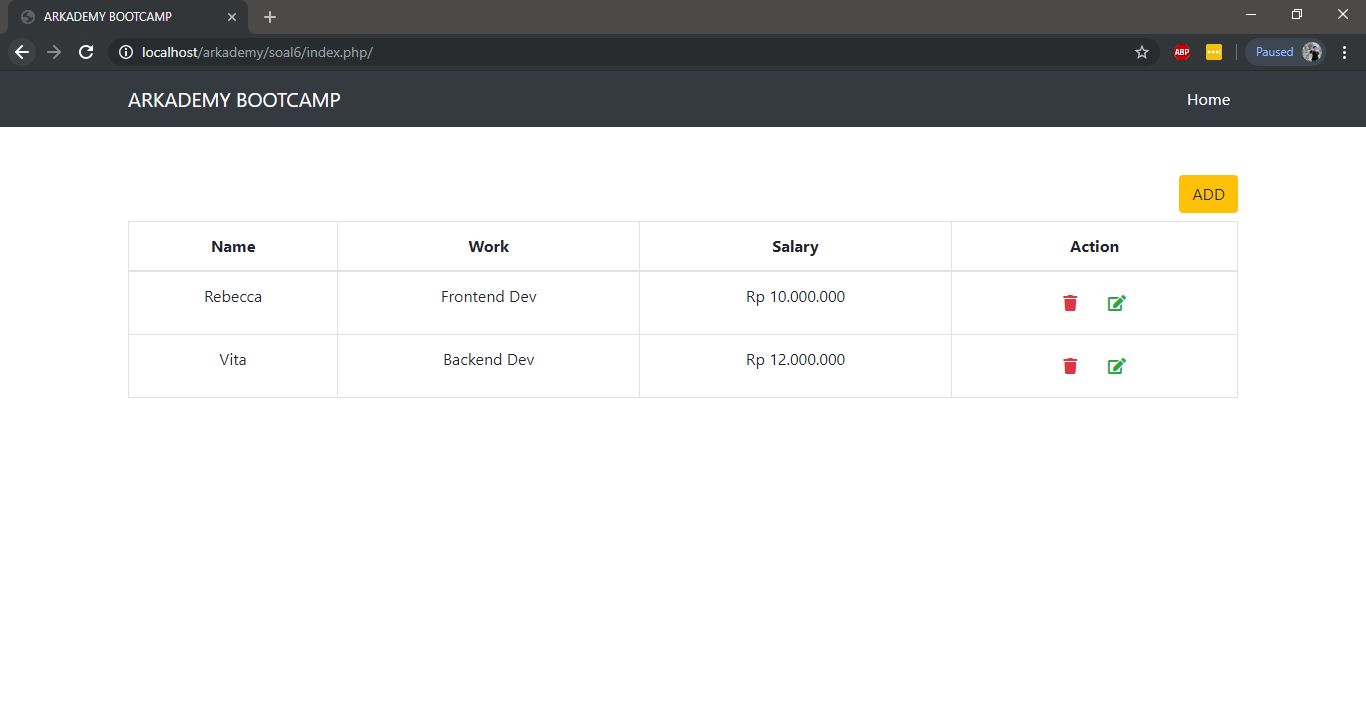 ARKADEMY BOOTCAMP
localhost/arkademy/soal6/index.php/
ABP
Paused
ARKADEMY BOOTCAMP Home
ADD
Name Work Salary Action
Rebecca Frontend Dev Rp 10.000.000
Vita Backend Dev Rp 12.000.000